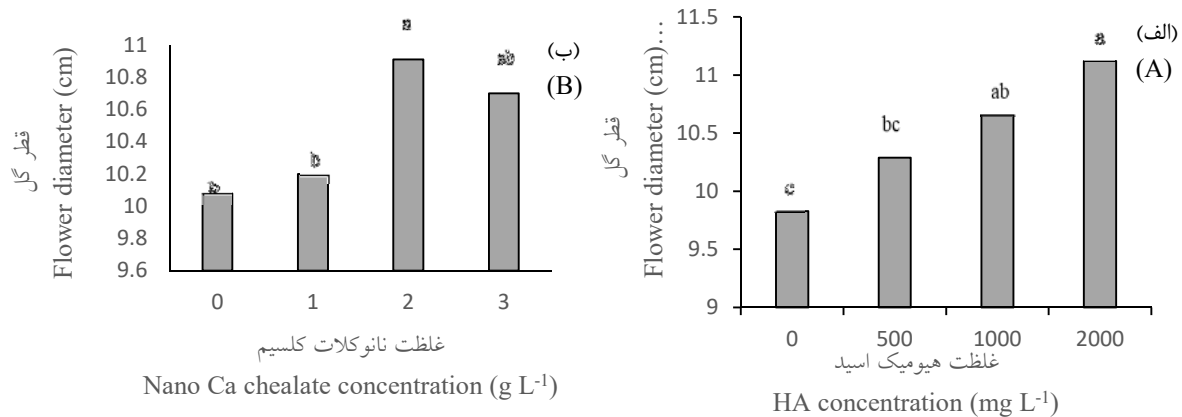 (ب)
(B)
قطر گل
Flower diameter (cm)
11
10.8
10.6
10.4
10.2
10
9.8
9.6
b
b
a
ab
0 1 2 3
غلظت نانوکلات کلسیم
Nano Ca chealate concentration (g L⁻¹)
(الف)
(A)
قطر گل
Flower diameter (cm)...
11.5
11
10.5
10
9.5
9
c
bc
ab
a
0 500 1000 2000
غلظت هیومیک اسید
HA concentration (mg L⁻¹)